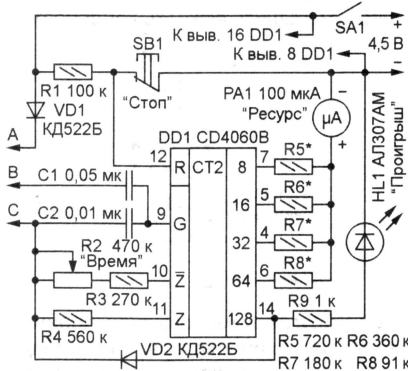 К выв. 16 DD1
SA1
+
SB1
К выв. 8 DD1
4,5 В
–
R1 100 к
"Стоп"
РА1 100 мкА
–
VD1
"Ресурс"
КД522Б
μA
A
DD1 CD4060B
+
12
R
CT2
8
7
R5*
B
C1 0,05 мк
16
5
R6*
C
C2 0,01 мк
9
G
32
4
R7*
R2 470 к
"Время"
10
Z
64
6
R8*
R3 270 к
11
Z
128
14
R9 1 к
R4 560 к
HL1 АЛ307АМ
"Проигрыш"
VD2 КД522Б
R5 720 к R6 360 к
R7 180 к R8 91 к